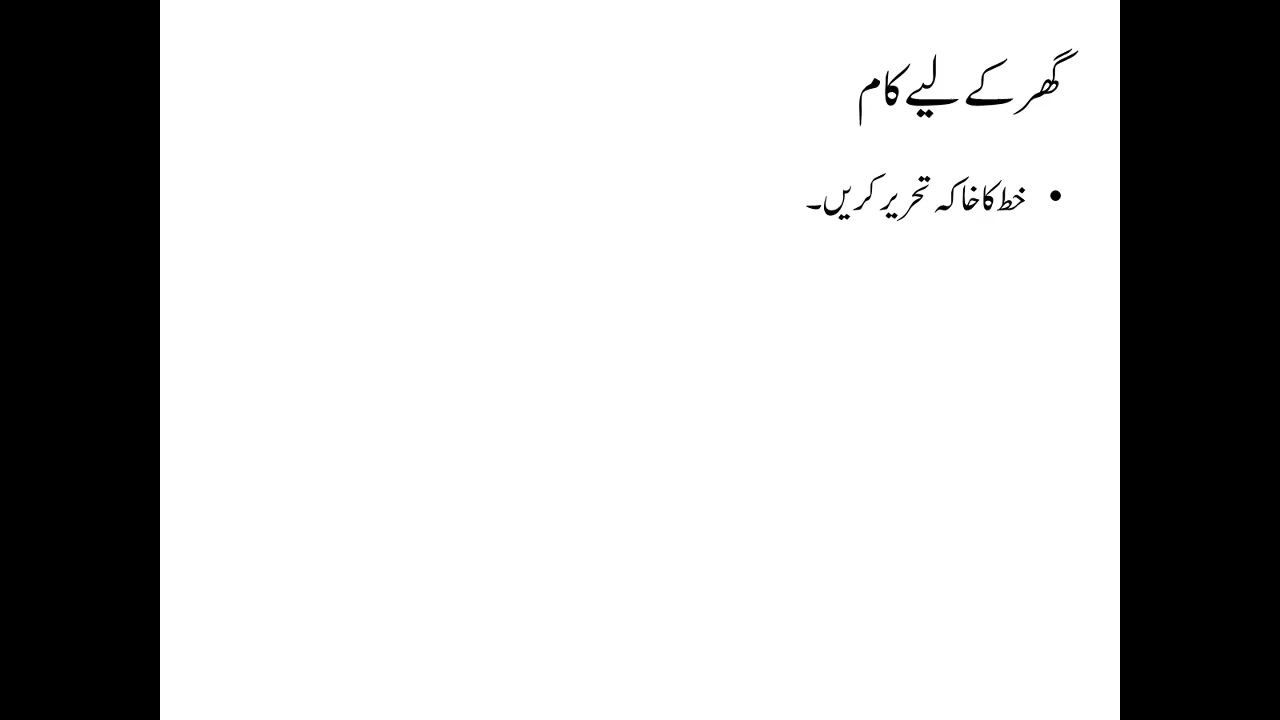 گھر کے لیے کام
• خط کا خاکہ تحریر کریں۔